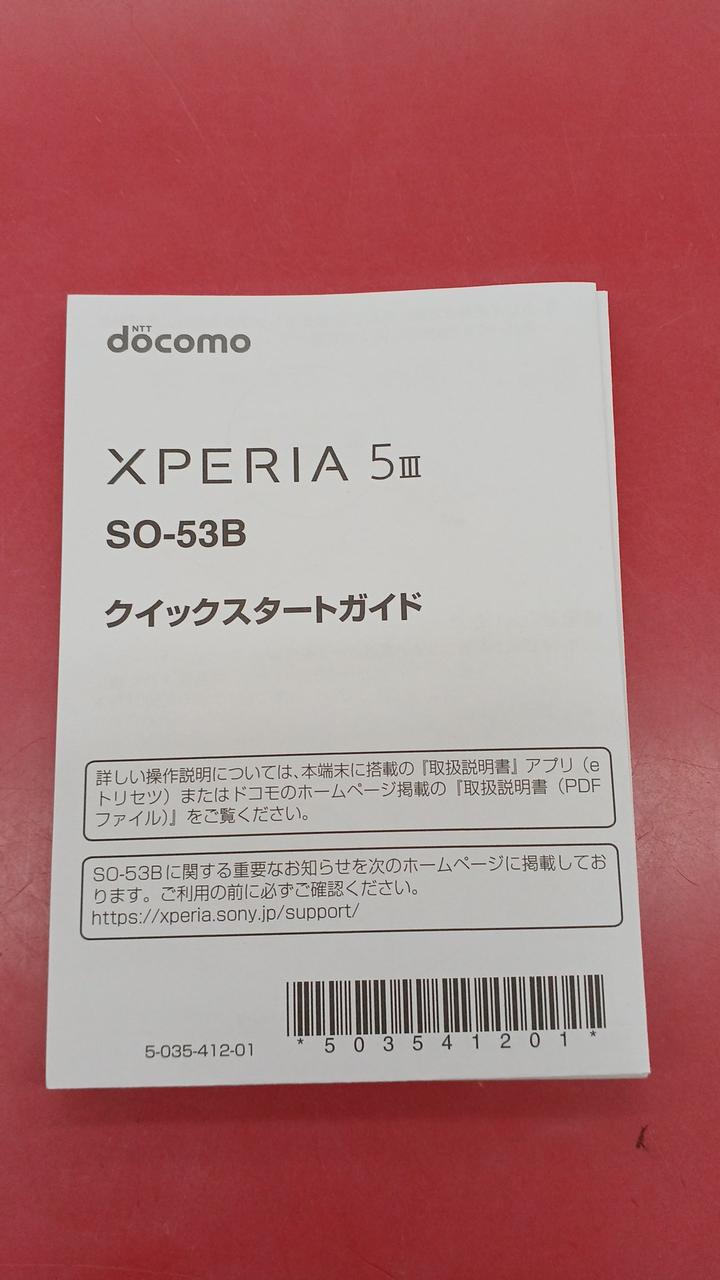 NTT
docomo
XPERIA 5 III
SO-53B
クイックスタートガイド
詳しい操作説明については、本端末に搭載の『取扱説明書』アプリ（e
トリセツ）またはドコモのホームページ掲載の『取扱説明書（PDF
ファイル）』をご覧ください。
SO-53Bに関する重要なお知らせを次のホームページに掲載してお
ります。ご利用の前に必ずご確認ください。
https://xperia.sony.jp/support/
5-035-412-01
*503541201*